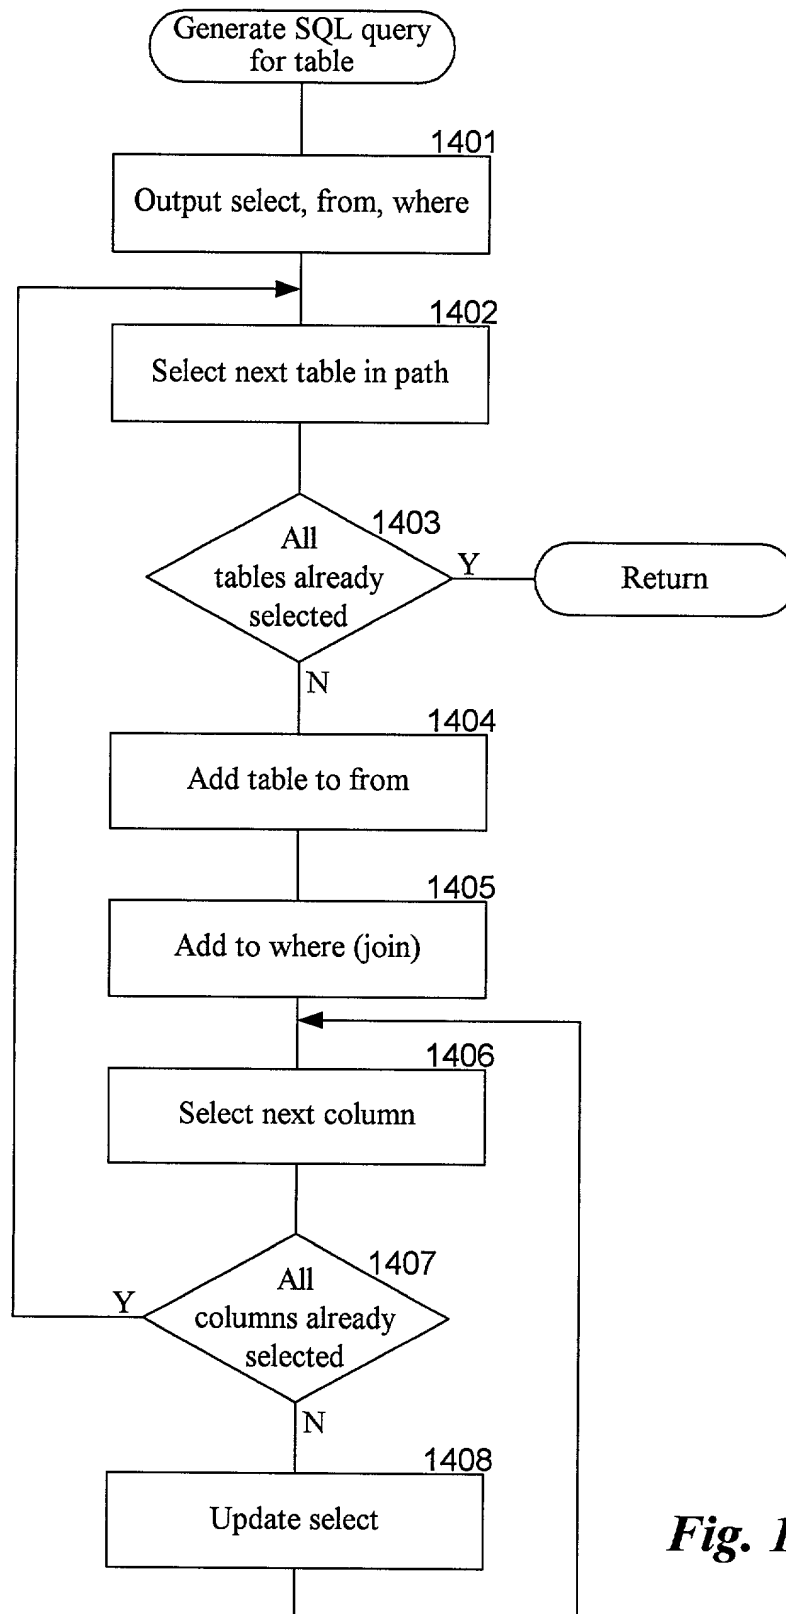 Generate SQL query
for table
1401
Output select, from, where
1402
Select next table in path
1403
All
tables already
selected
Y
Return
N
1404
Add table to from
1405
Add to where (join)
1406
Select next column
1407
All
columns already
selected
Y
N
1408
Update select
Fig. 1